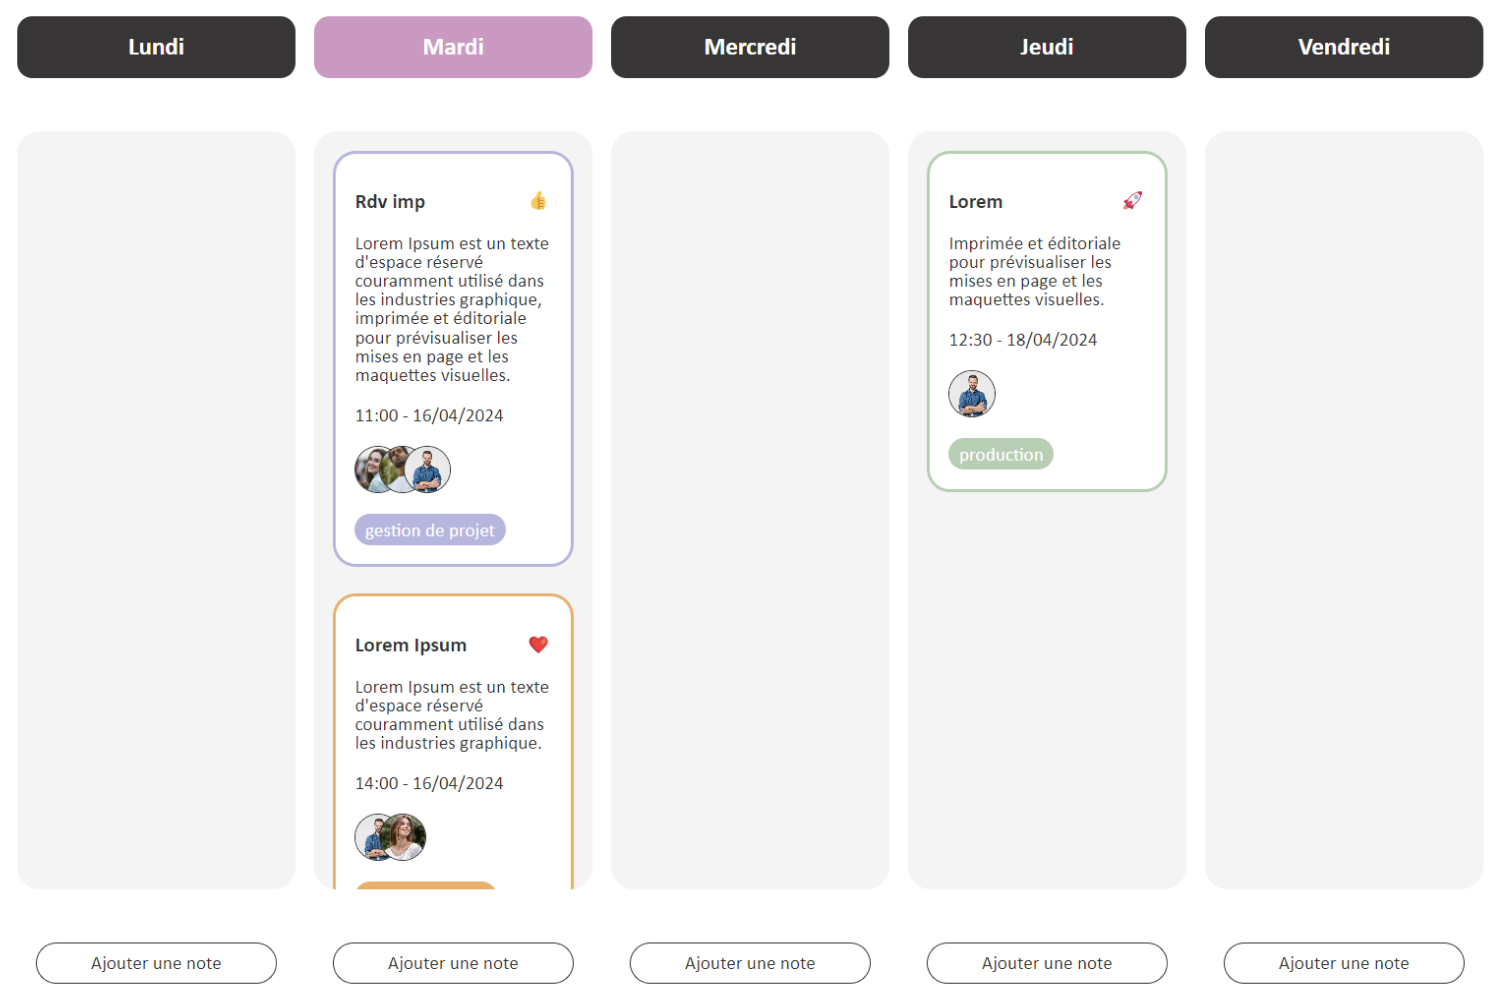 Lundi
Mardi
Mercredi
Jeudi
Vendredi
Rdv imp
Lorem Ipsum est un texte
d'espace réservé
couramment utilisé dans
les industries graphique,
imprimée et éditoriale
pour prévisualiser les
mises en page et les
maquettes visuelles.
11:00 - 16/04/2024
gestion de projet
Lorem Ipsum
Lorem Ipsum est un texte
d'espace réservé
couramment utilisé dans
les industries graphique.
14:00 - 16/04/2024
Lorem
Imprimée et éditoriale
pour prévisualiser les
mises en page et les
maquettes visuelles.
12:30 - 18/04/2024
production
Ajouter une note
Ajouter une note
Ajouter une note
Ajouter une note
Ajouter une note